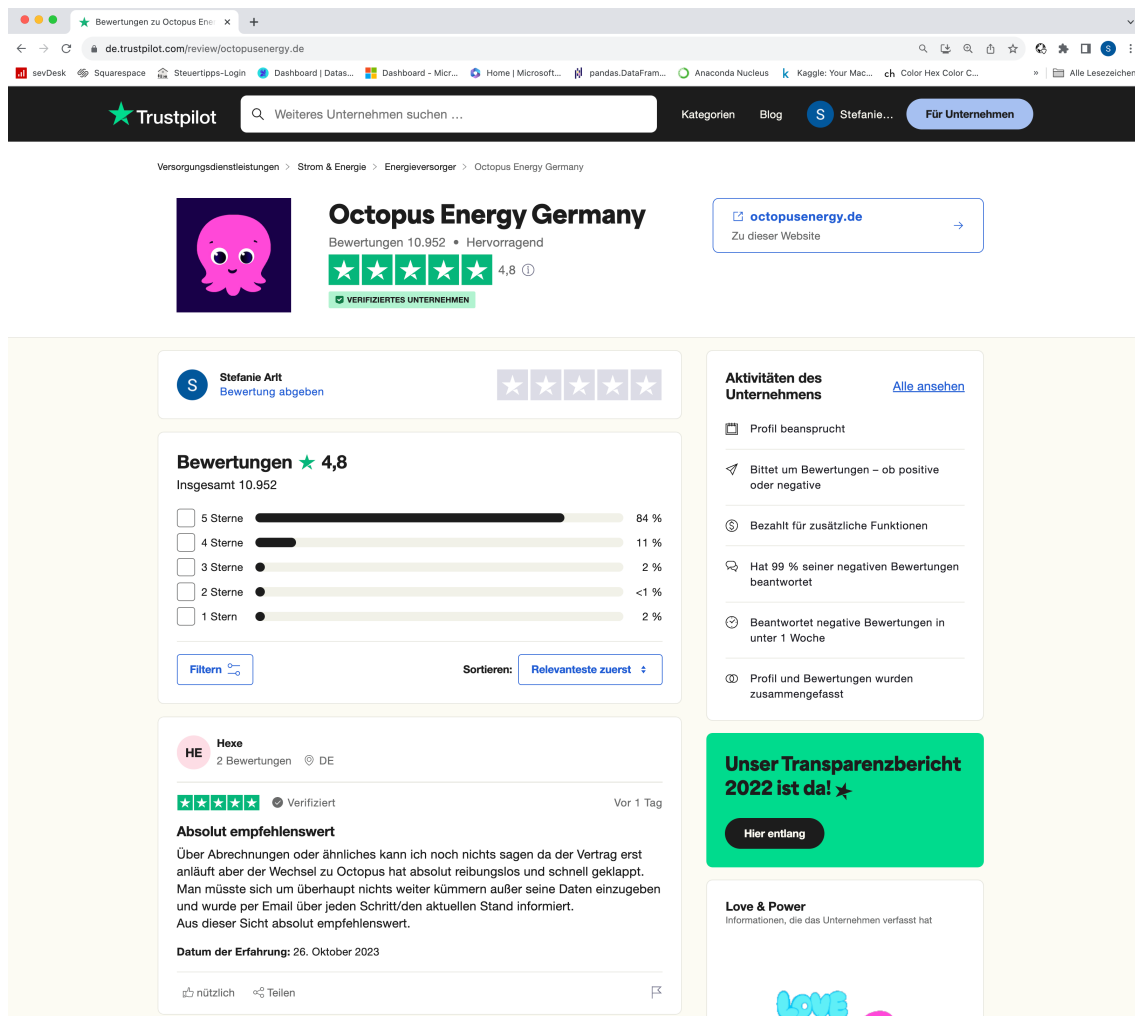 Bewertungen zu Octopus Ene
de.trustpilot.com/review/octopusenergy.de
S
sevDesk
Squarespace
Steuertipps-Login
Dashboard | Datas...
Dashboard - Micr...
Home | Microsoft...
pandas.DataFram...
Anaconda Nucleus
Kaggle: Your Mac...
Color Hex Color C...
»
Alle Lesezeichen
Trustpilot
Weiteres Unternehmen suchen …
Kategorien
Blog
S
Stefanie...
Für Unternehmen
Versorgungsdienstleistungen > Strom & Energie > Energieversorger > Octopus Energy Germany
Octopus Energy Germany
Bewertungen 10.952 • Hervorragend
4,8
VERIFIZIERTES UNTERNEHMEN
octopusenergy.de
Zu dieser Website
S
Stefanie Arlt
Bewertung abgeben
Bewertungen ★ 4,8
Insgesamt 10.952
5 Sterne 84 %
4 Sterne 11 %
3 Sterne 2 %
2 Sterne <1 %
1 Stern 2 %
Filtern
Sortieren:
Relevanteste zuerst
HE
Hexe
2 Bewertungen DE
Verifiziert
Vor 1 Tag
Absolut empfehlenswert
Über Abrechnungen oder ähnliches kann ich noch nichts sagen da der Vertrag erst
anläuft aber der Wechsel zu Octopus hat absolut reibungslos und schnell geklappt.
Man müsste sich um überhaupt nichts weiter kümmern außer seine Daten einzugeben
und wurde per Email über jeden Schritt/den aktuellen Stand informiert.
Aus dieser Sicht absolut empfehlenswert.
Datum der Erfahrung: 26. Oktober 2023
nützlich
Teilen
Aktivitäten des
Unternehmens
Alle ansehen
Profil beansprucht
Bittet um Bewertungen – ob positive
oder negative
Bezahlt für zusätzliche Funktionen
Hat 99 % seiner negativen Bewertungen
beantwortet
Beantwortet negative Bewertungen in
unter 1 Woche
Profil und Bewertungen wurden
zusammengefasst
Unser Transparenzbericht
2022 ist da!
Hier entlang
Love & Power
Informationen, die das Unternehmen verfasst hat
LOVE